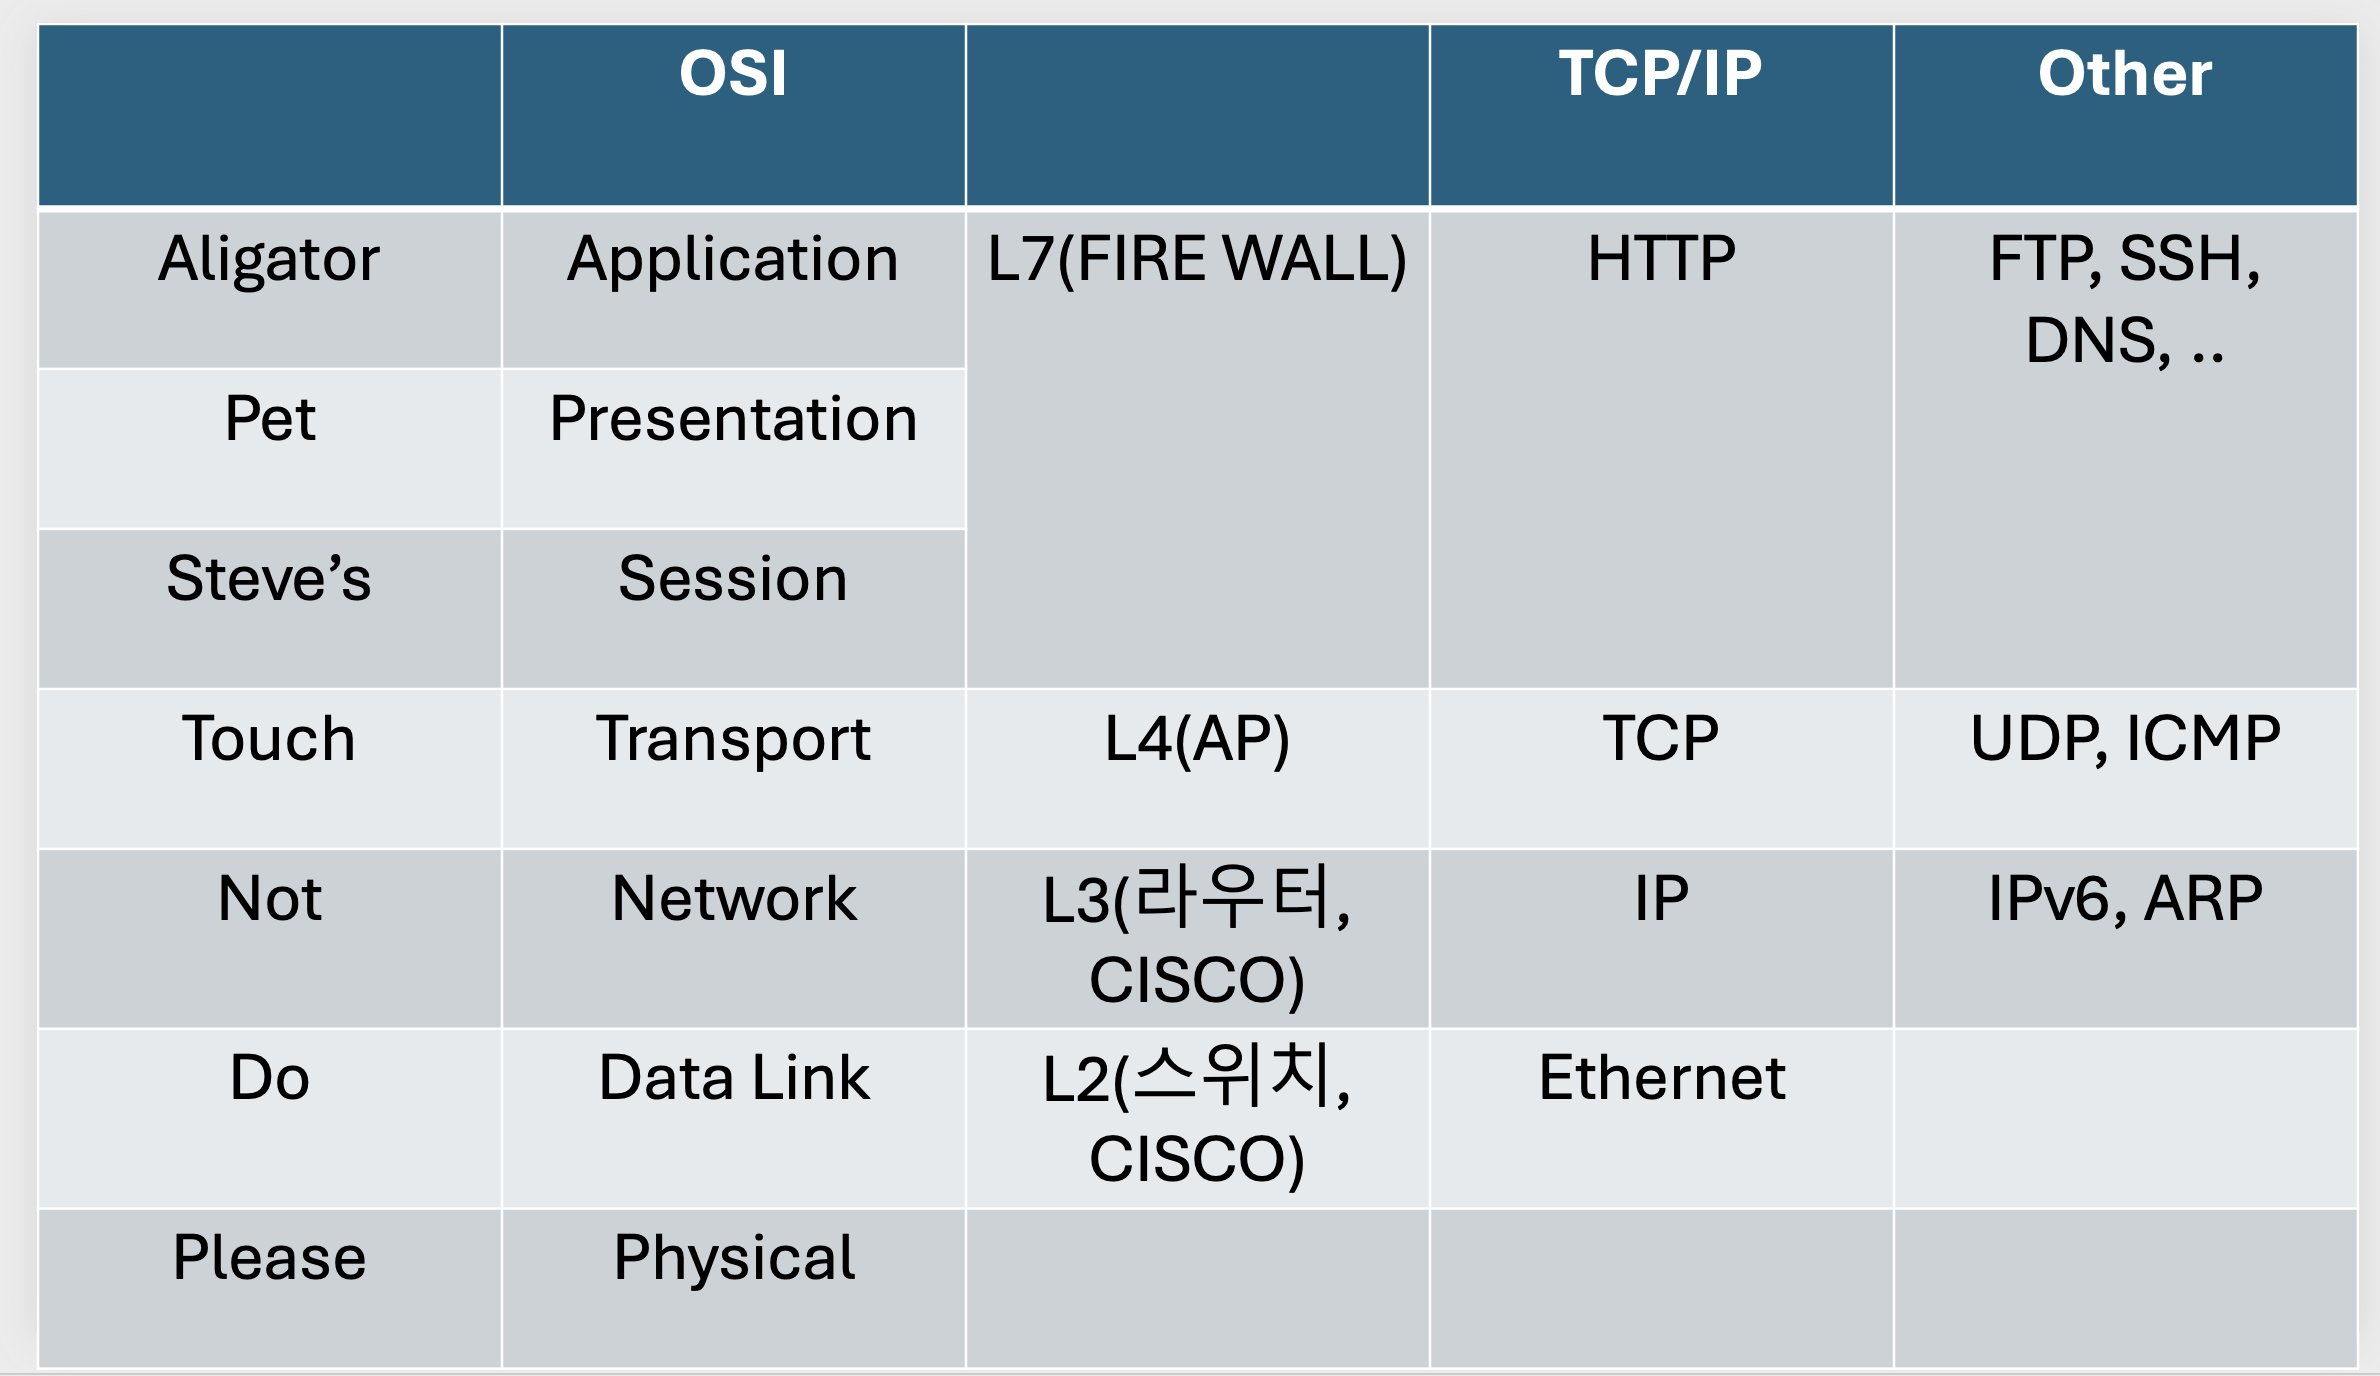 OSI
TCP/IP
Other
Aligator
Application
L7(FIRE WALL)
HTTP
FTP, SSH,
DNS, ..
Pet
Presentation
Steve’s
Session
Touch
Transport
L4(AP)
TCP
UDP, ICMP
Not
Network
L3(라우터,
CISCO)
IP
IPv6, ARP
Do
Data Link
L2(스위치,
CISCO)
Ethernet
Please
Physical